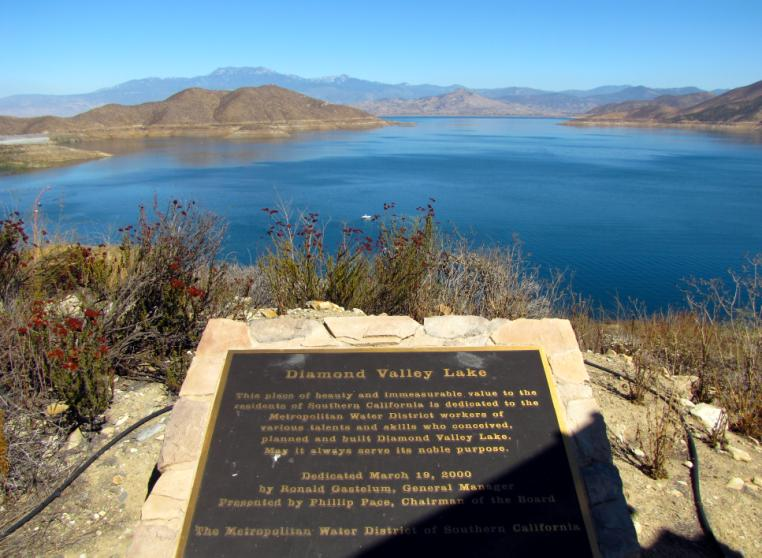 Diamond Valley Lake
This place of beauty and immeasurable value to the
residents of Southern California is dedicated to the
Metropolitan Water District workers of
various talents and skills who conceived,
planned and built Diamond Valley Lake.
May it always serve its noble purpose.
Dedicated March 19, 2000
by Ronald Gastelum, General Manager
Presented by Phillip Pace, Chairman of the Board
The Metropolitan Water District of Southern California